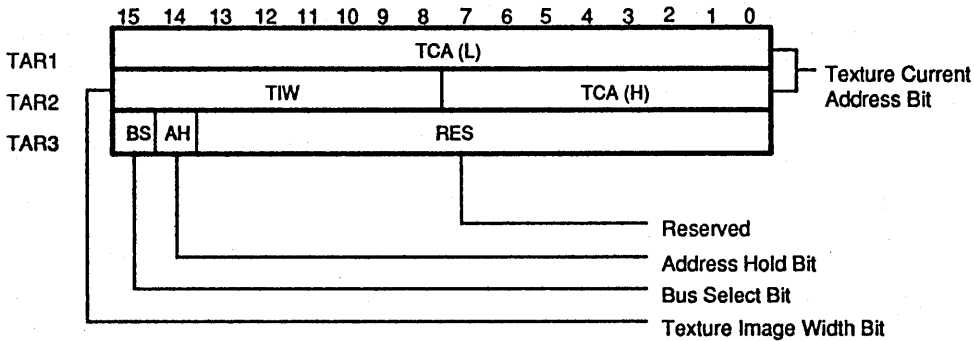 15 14 13 12 11 10 9 8 7 6 5 4 3 2 1 0
TAR1 TCA (L)
TAR2 TIW TCA (H)
TAR3 BS AH RES
Texture Current
Address Bit
Reserved
Address Hold Bit
Bus Select Bit
Texture Image Width Bit